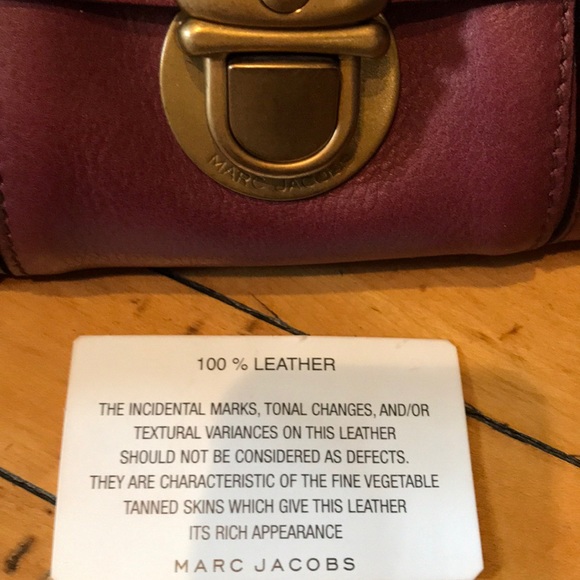 MARC JACOBS
100 % LEATHER
THE INCIDENTAL MARKS, TONAL CHANGES, AND/OR
TEXTURAL VARIANCES ON THIS LEATHER
SHOULD NOT BE CONSIDERED AS DEFECTS.
THEY ARE CHARACTERISTIC OF THE FINE VEGETABLE
TANNED SKINS WHICH GIVE THIS LEATHER
ITS RICH APPEARANCE
MARC JACOBS